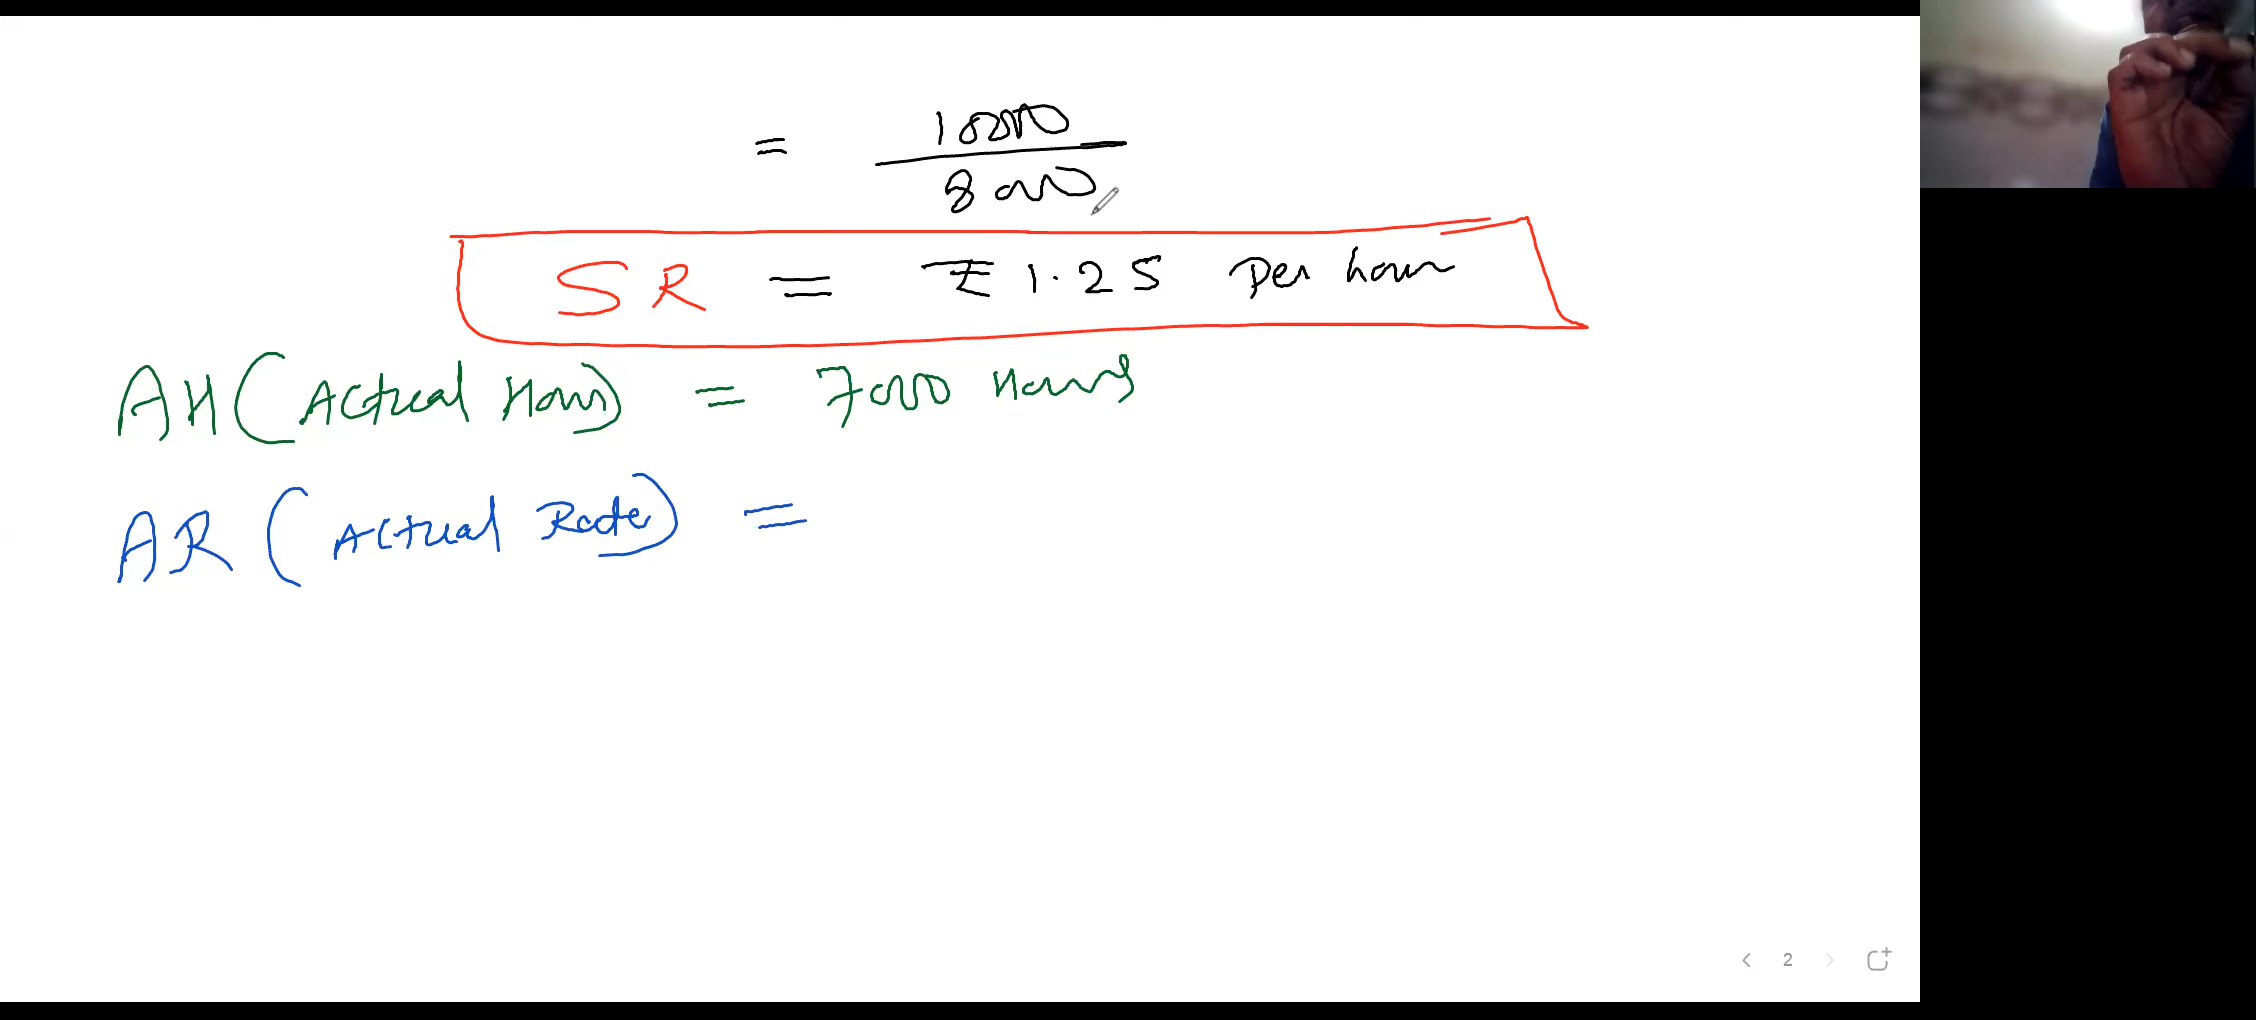 = 10000
8000
SR = ₹ 1.25 Per hour
AH (Actual Hours) = 7000 Hours
AR (Actual Rate) =
2